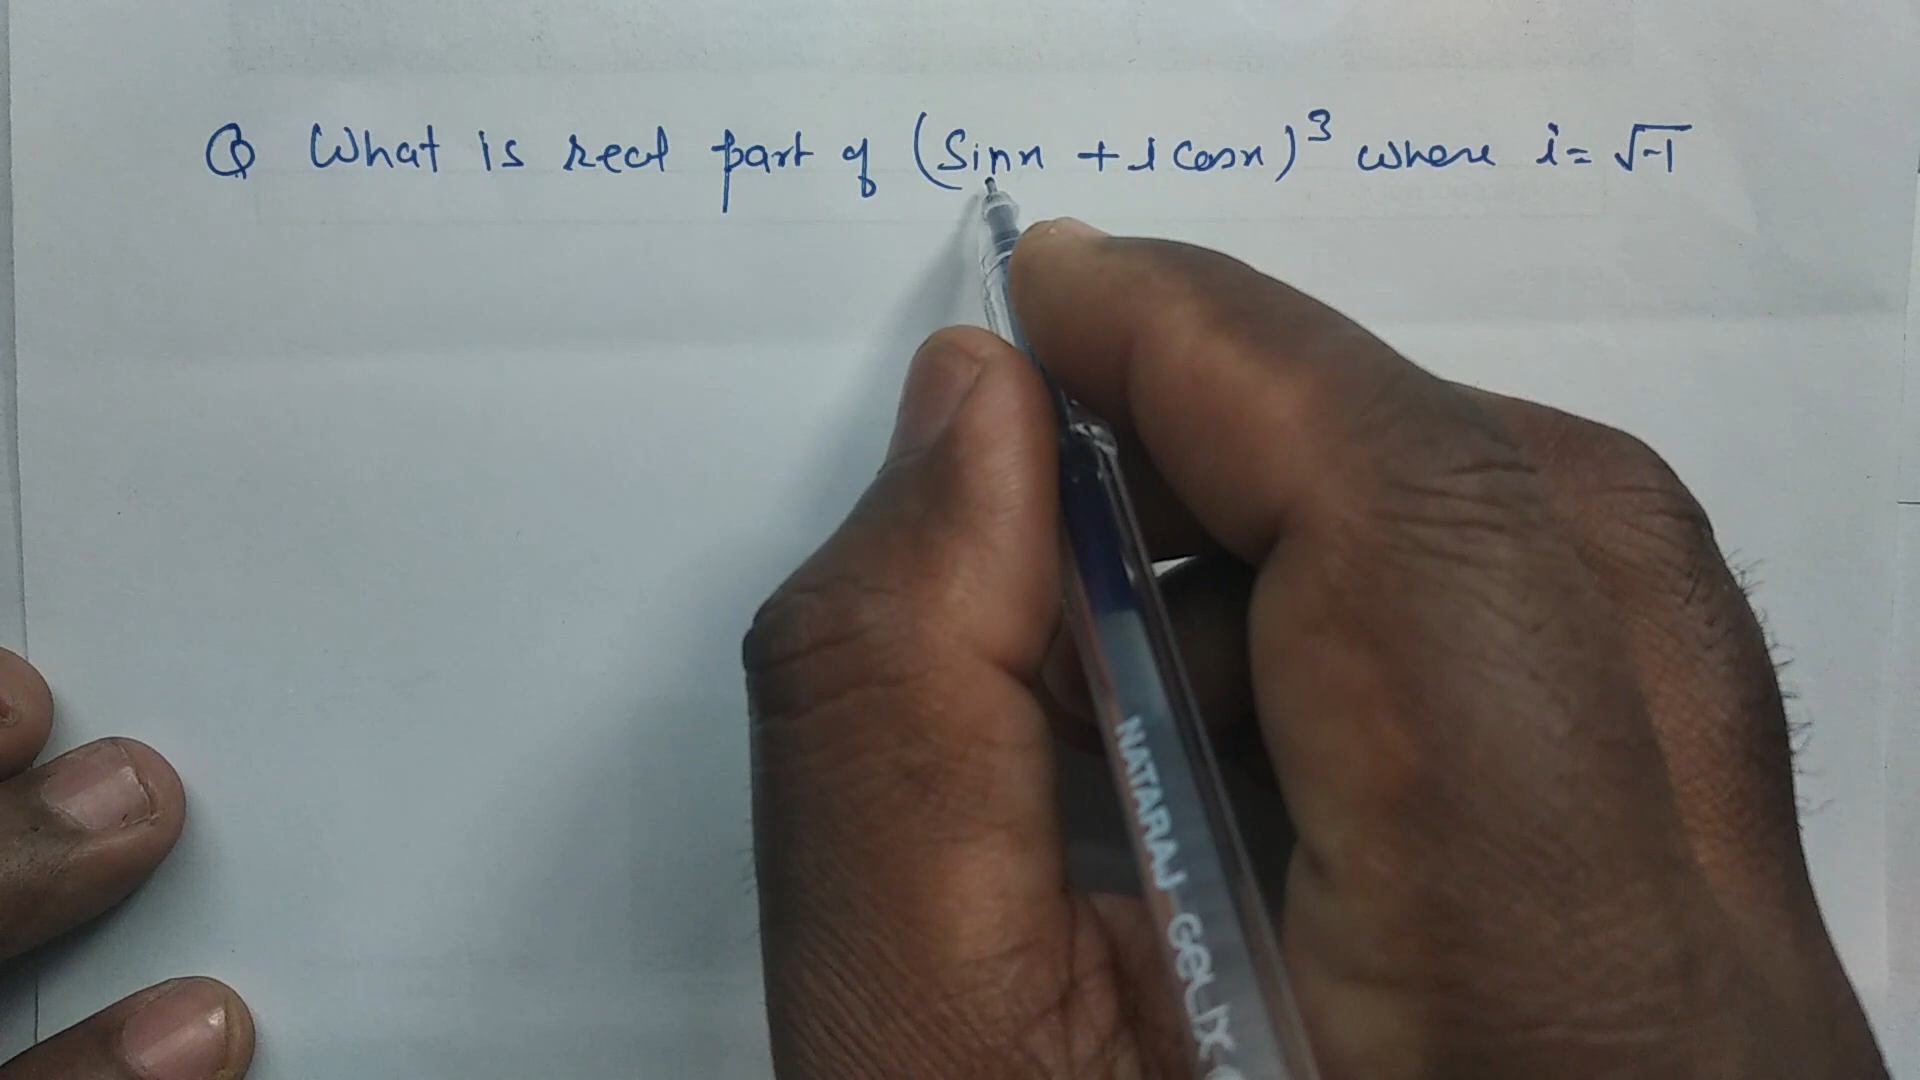 Q What is real part of (Sinx + i Cosx)³ where i = √-1
NATARAJ GELIX